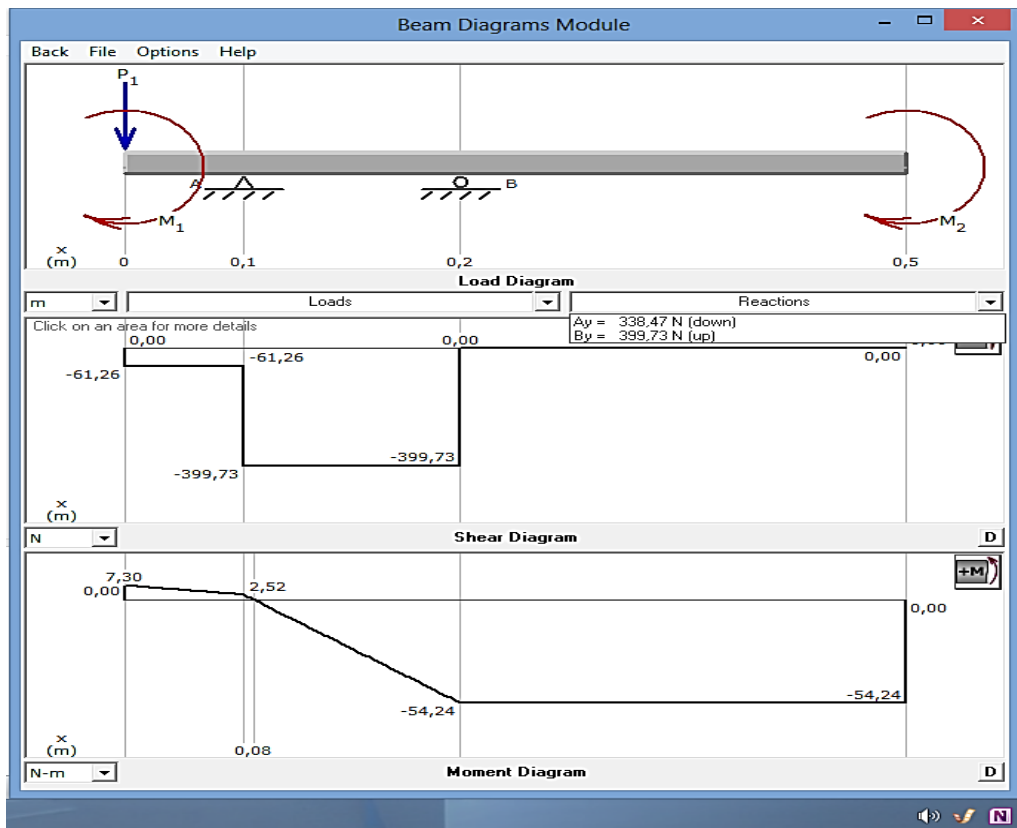 Beam Diagrams Module
Back File Options Help
P1
A
B
M1
M2
x
(m)
0
0,1
0,2
0,5
Load Diagram
m
Loads
Reactions
Click on an area for more details
Ay = 338,47 N (down)
By = 399,73 N (up)
0,00
0,00
-61,26
-61,26
0,00
-399,73
-399,73
x
(m)
N
Shear Diagram
D
7,30
0,00
2,52
+M
0,00
-54,24
-54,24
x
(m)
0,08
N-m
Moment Diagram
D
N